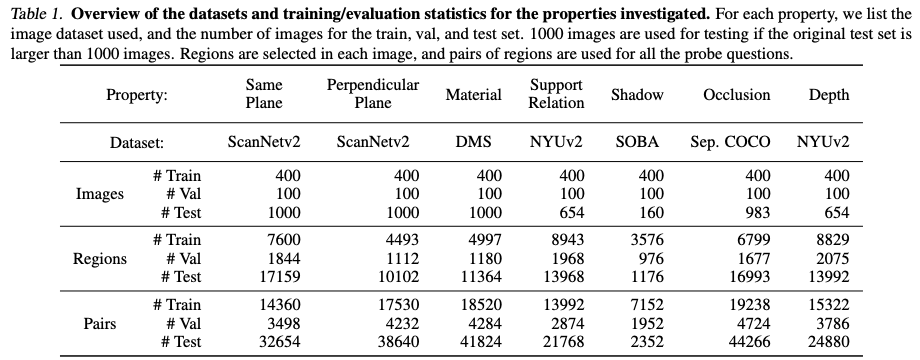 Table 1. Overview of the datasets and training/evaluation statistics for the properties investigated. For each property, we list the
image dataset used, and the number of images for the train, val, and test set. 1000 images are used for testing if the original test set is
larger than 1000 images. Regions are selected in each image, and pairs of regions are used for all the probe questions.
Property: Same Plane Perpendicular Plane Material Support Relation Shadow Occlusion Depth
Dataset: ScanNetv2 ScanNetv2 DMS NYUv2 SOBA Sep. COCO NYUv2
Images # Train 400 400 400 400 400 400 400
# Val 100 100 100 100 100 100 100
# Test 1000 1000 1000 654 160 983 654
Regions # Train 7600 4493 4997 8943 3576 6799 8829
# Val 1844 1112 1180 1968 976 1677 2075
# Test 17159 10102 11364 13968 1176 16993 13992
Pairs # Train 14360 17530 18520 13992 7152 19238 15322
# Val 3498 4232 4284 2874 1952 4724 3786
# Test 32654 38640 41824 21768 2352 44266 24880